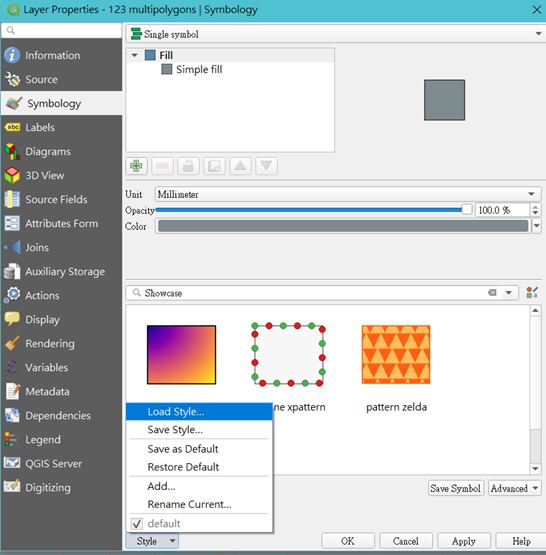 Layer Properties - 123 multipolygons | Symbology
Information
Source
Symbology
abc Labels
Diagrams
3D View
Source Fields
Attributes Form
Joins
Auxiliary Storage
Actions
Display
Rendering
Variables
Metadata
Dependencies
Legend
QGIS Server
Digitizing
Single symbol
Fill
Simple fill
Unit Millimeter
Opacity 100.0 %
Color
Showcase
ne xpattern pattern zelda
Load Style...
Save Style...
Save as Default
Restore Default
Add...
Rename Current...
default
Save Symbol Advanced
Style OK Cancel Apply Help